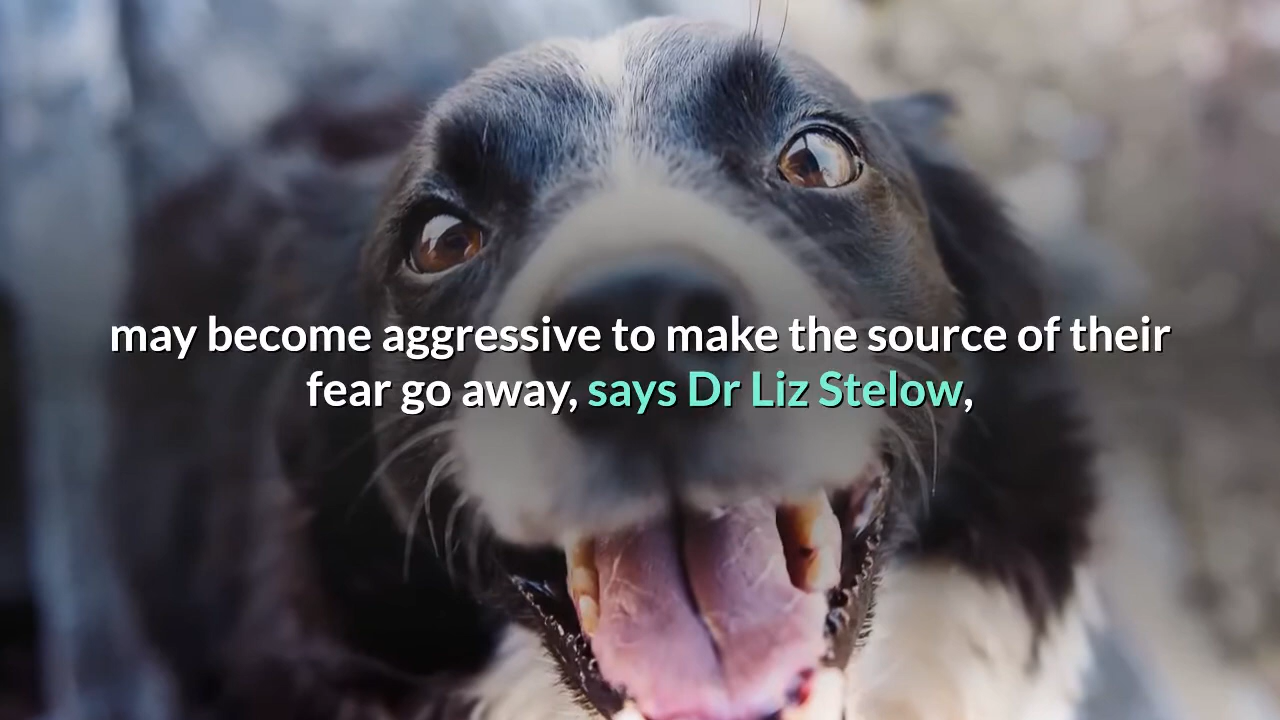 may become aggressive to make the source of their
fear go away, says Dr Liz Stelow,